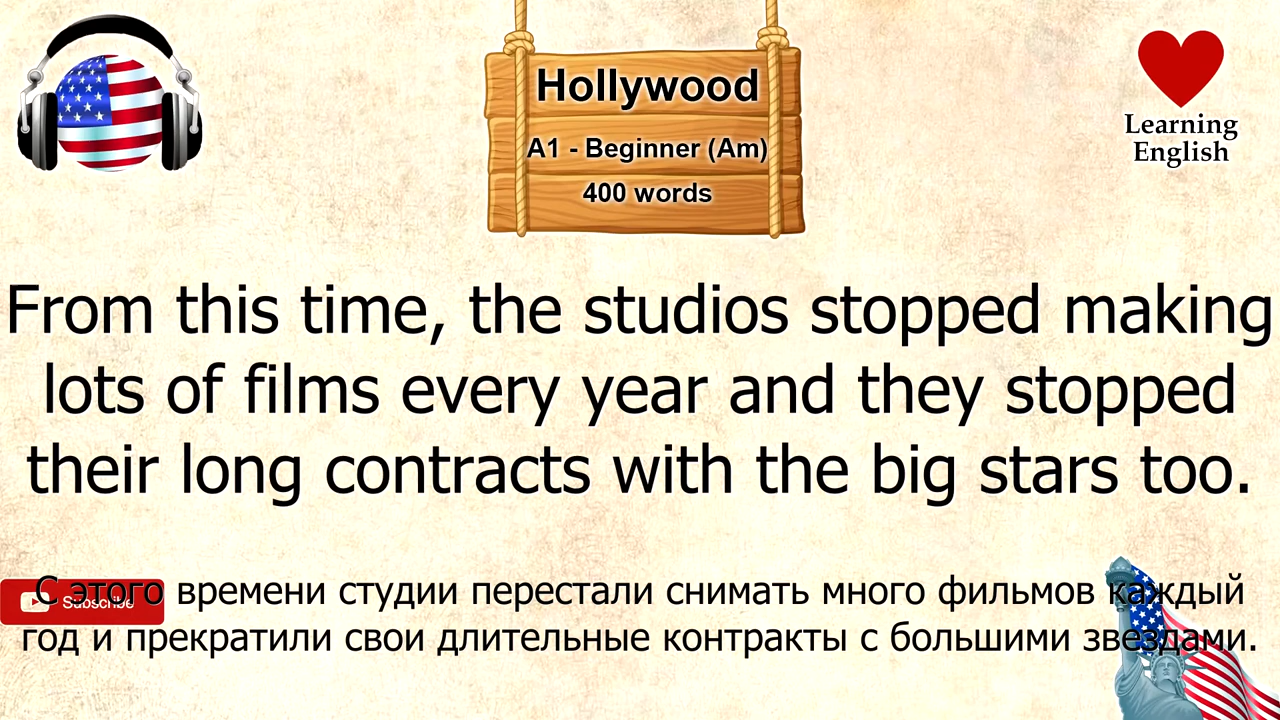 Hollywood
A1 - Beginner (Am)
400 words
Learning
English
From this time, the studios stopped making
lots of films every year and they stopped
their long contracts with the big stars too.
Subscribe
С этого времени студии перестали снимать много фильмов каждый
год и прекратили свои длительные контракты с большими звездами.